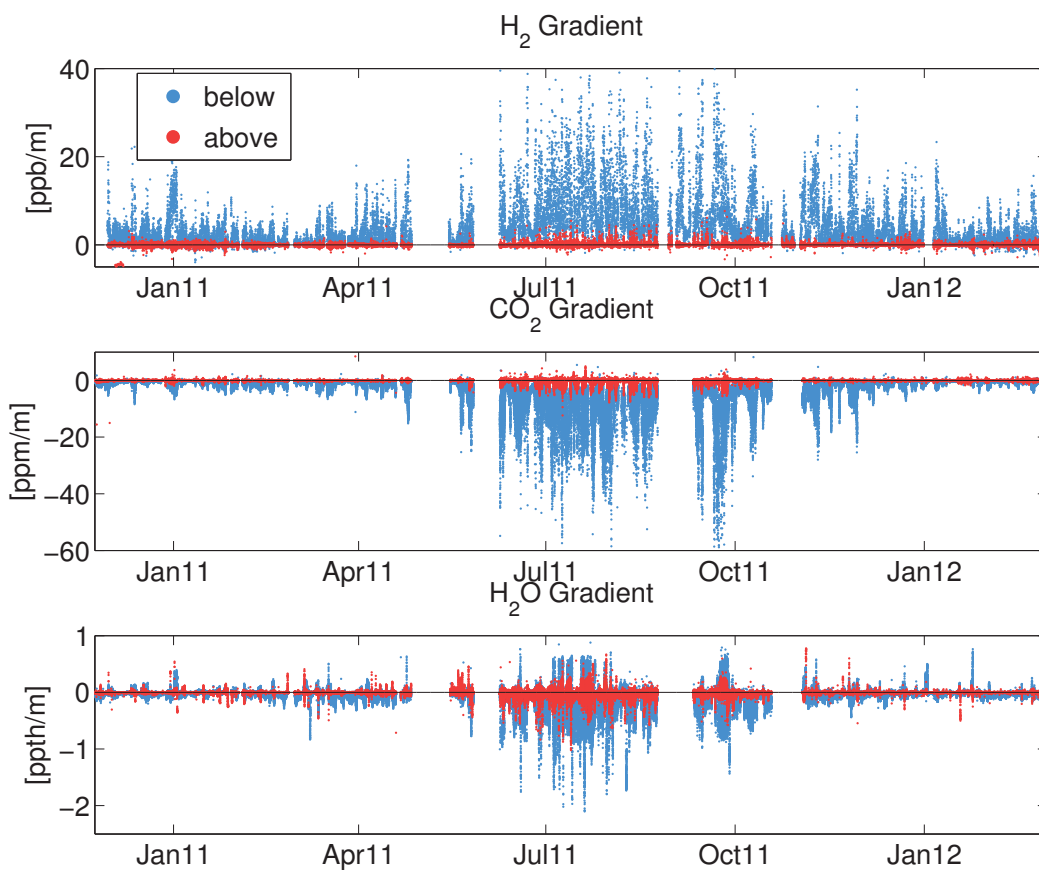 H2 Gradient
40
below
above
20
0
[ppb/m]
Jan11 Apr11 Jul11 Oct11 Jan12
CO2 Gradient
0
−20
−40
−60
[ppm/m]
Jan11 Apr11 Jul11 Oct11 Jan12
H2O Gradient
1
0
−1
−2
[ppth/m]
Jan11 Apr11 Jul11 Oct11 Jan12